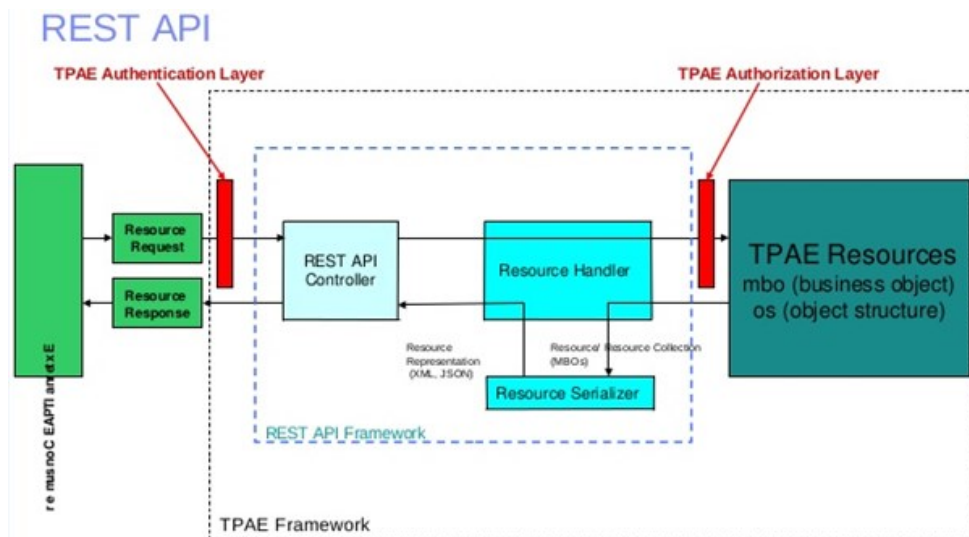 REST API
TPAE Authentication Layer
TPAE Authorization Layer
Resource
Request
Resource
Response
REST API
Controller
Resource Handler
TPAE Resources
mbo (business object)
os (object structure)
Resource
Representation
(XML, JSON)
Resource/ Resource Collection
(MBOs)
Resource Serializer
REST API Framework
TPAE Framework